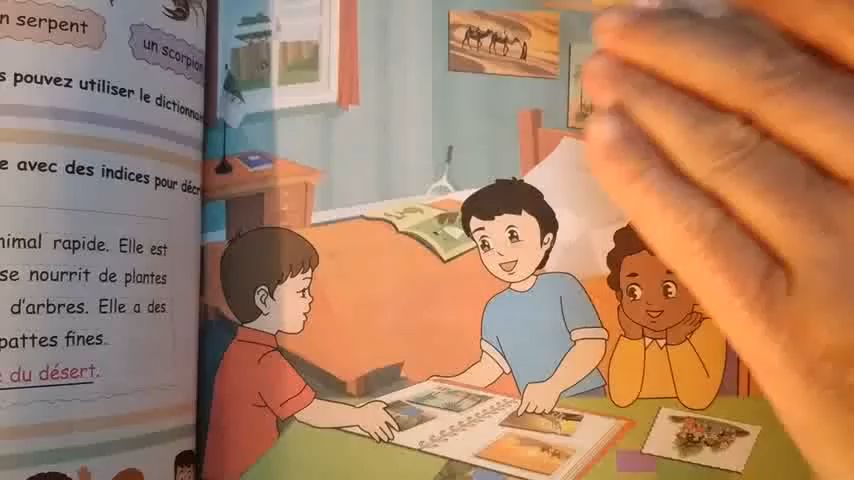 n serpent
un scorpion
s pouvez utiliser le dictionna
e avec des indices pour décr
nimal rapide. Elle est
se nourrit de plantes
d'arbres. Elle a des
pattes fines.
e du désert.